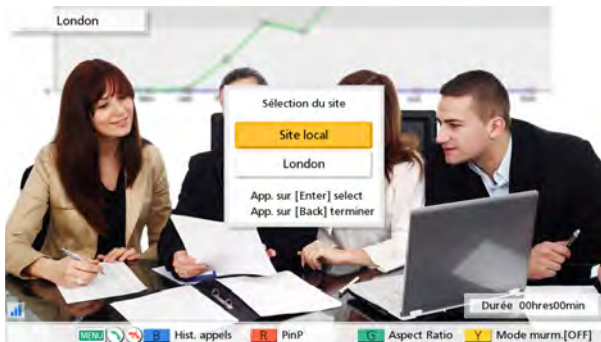 London
Sélection du site
Site local
London
App. sur [Enter] select
App. sur [Back] terminer
Durée 00hres00min
MENU B Hist. appels R PinP G Aspect Ratio Y Mode murm.[OFF]